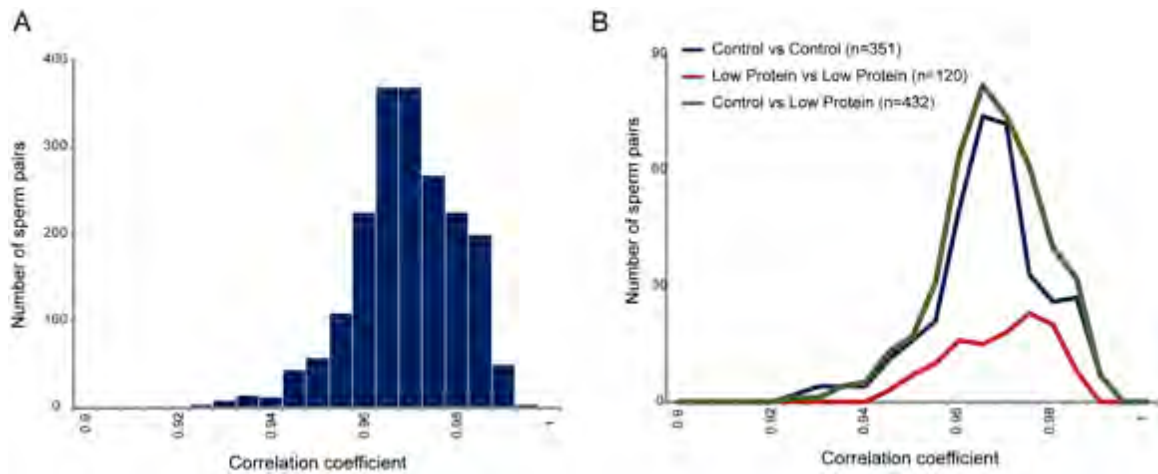 A
Number of sperm pairs
400
300
200
100
0
0.9
0.92
0.94
0.96
0.98
1
Correlation coefficient
B
Control vs Control (n=351)
Low Protein vs Low Protein (n=120)
Control vs Low Protein (n=432)
Number of sperm pairs
90
60
30
0
0.9
0.92
0.94
0.96
0.98
1
Correlation coefficient